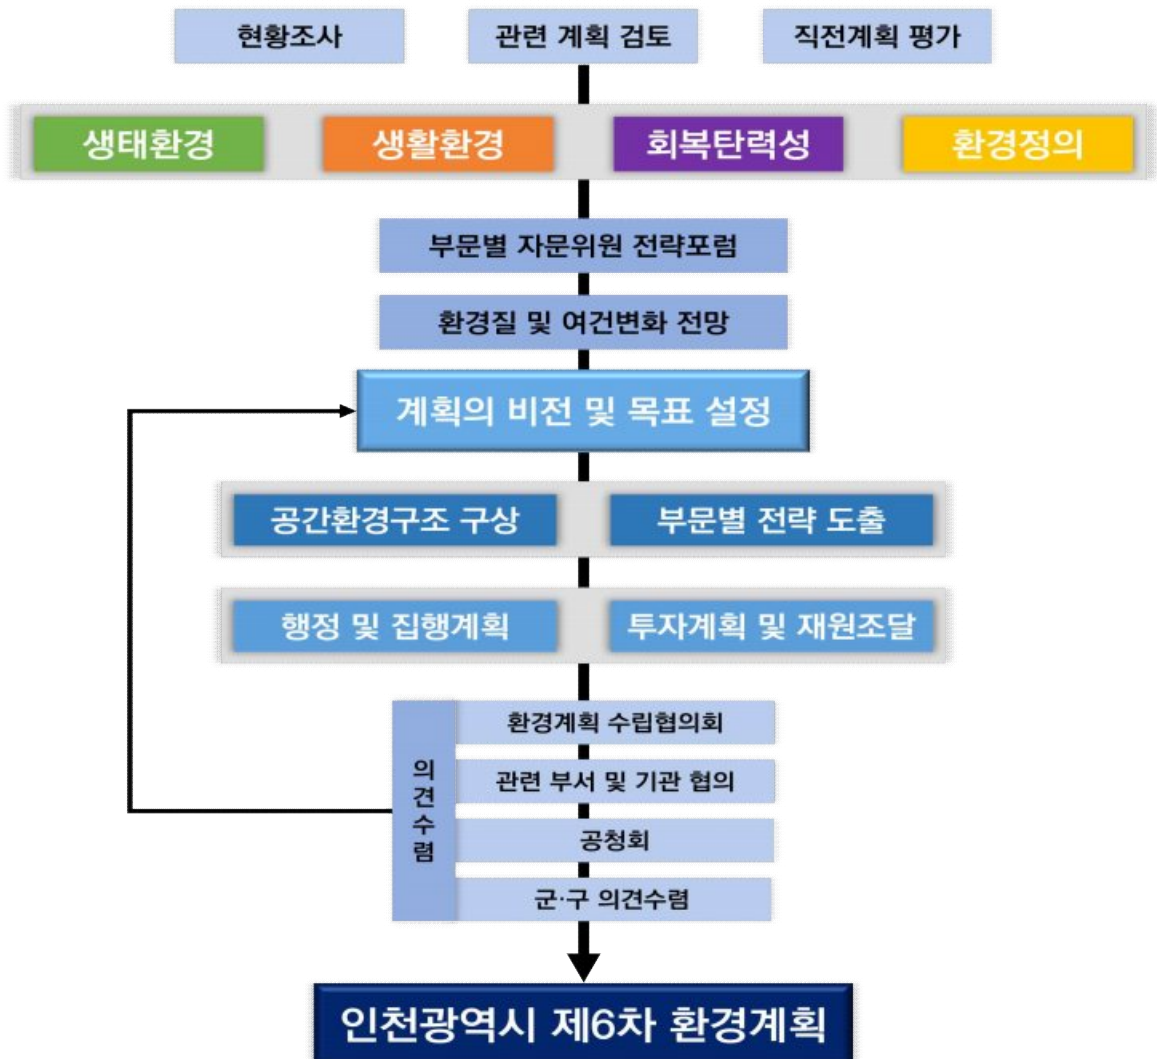 현황조사
관련 계획 검토
직전계획 평가
생태환경
생활환경
회복탄력성
환경정의
부문별 자문위원 전략포럼
환경질 및 여건변화 전망
계획의 비전 및 목표 설정
공간환경구조 구상
부문별 전략 도출
행정 및 집행계획
투자계획 및 재원조달
의견수렴
환경계획 수립협의회
관련 부서 및 기관 협의
공청회
군·구 의견수렴
인천광역시 제6차 환경계획